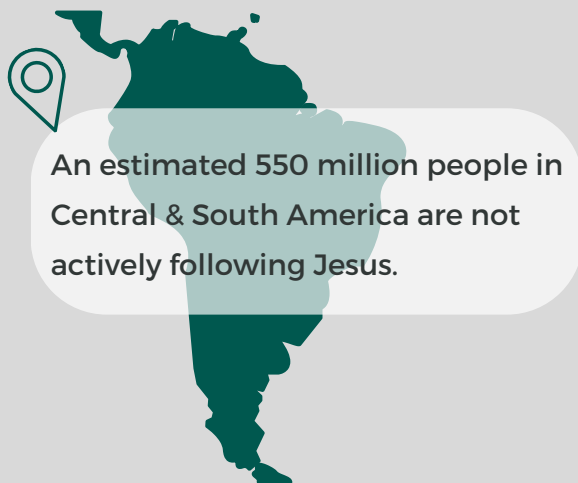 An estimated 550 million people in
Central & South America are not
actively following Jesus.